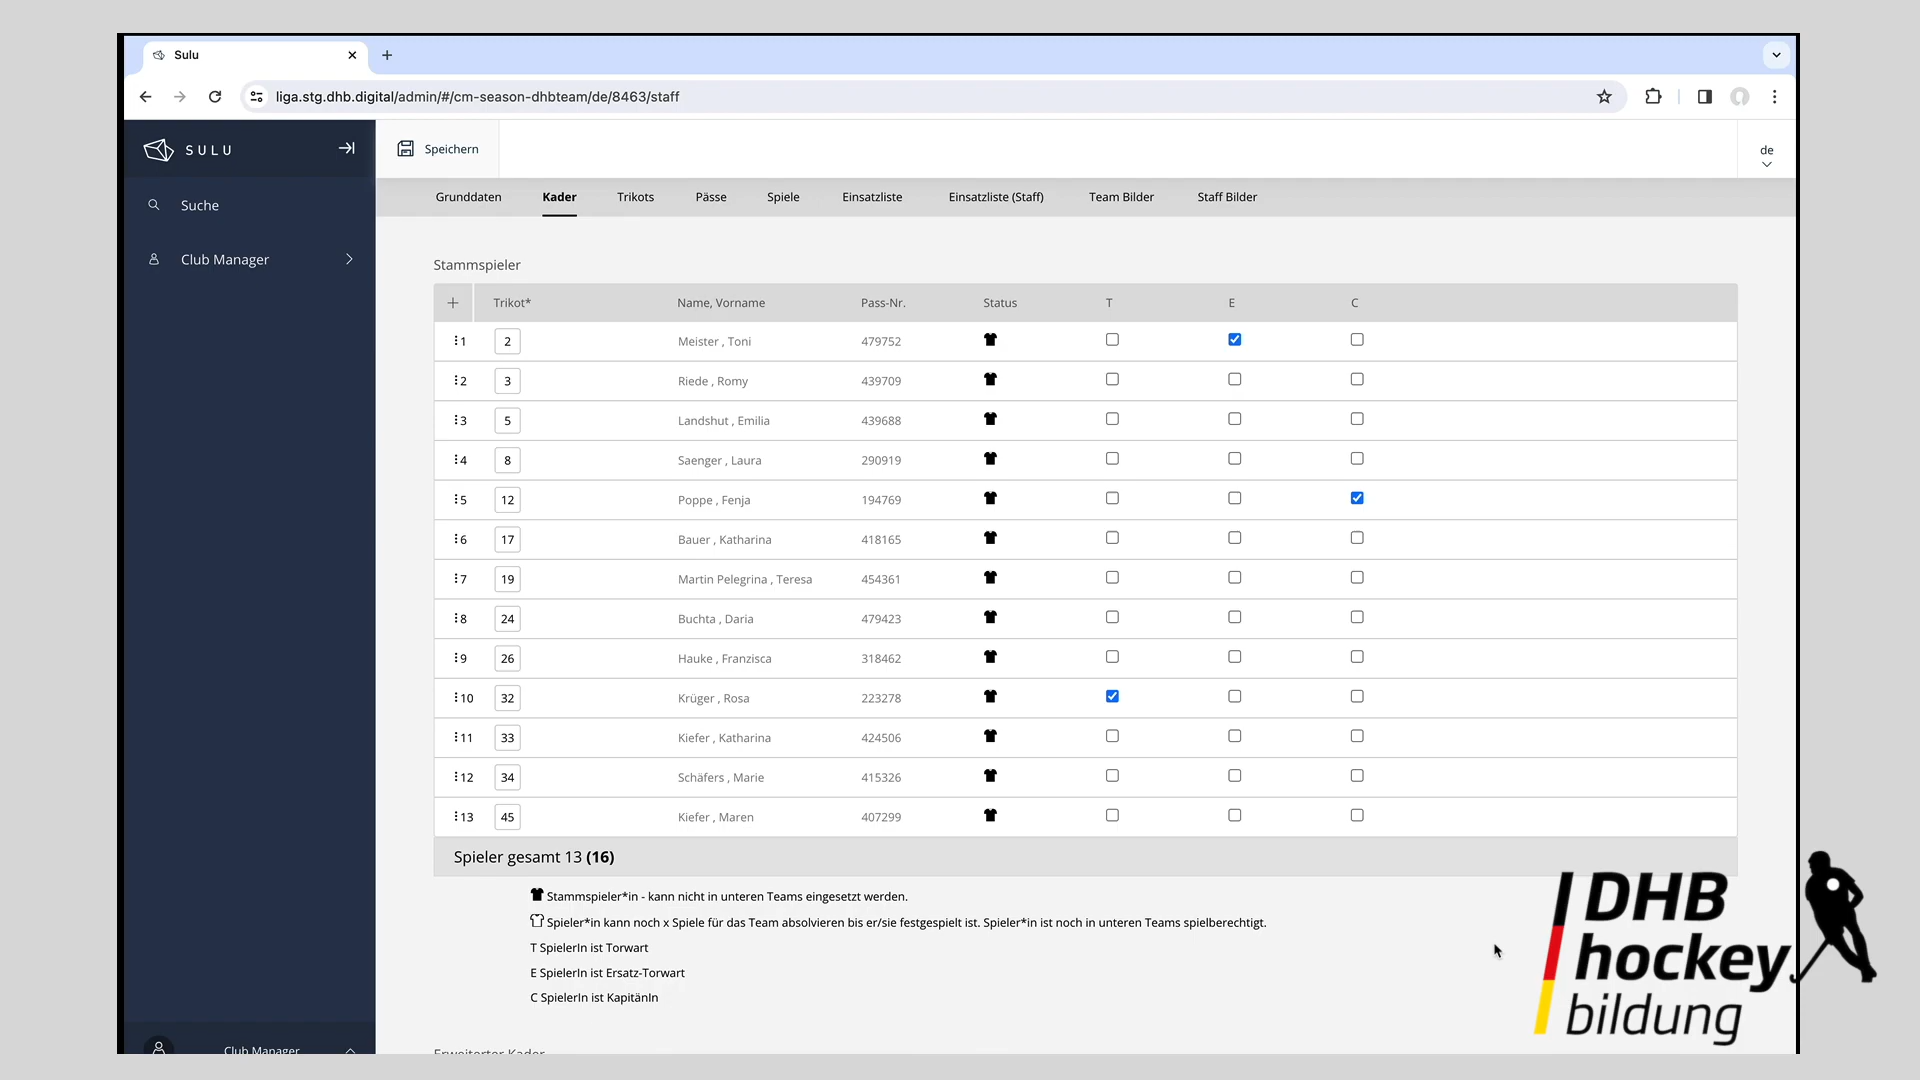 Sulu
liga.stg.dhb.digital/admin/#/cm-season-dhbteam/de/8463/staff
SULU
Speichern
de
Suche
Club Manager
Grunddaten Kader Trikots Pässe Spiele Einsatzliste Einsatzliste (Staff) Team Bilder Staff Bilder
Stammspieler
+ Trikot* Name, Vorname Pass-Nr. Status T E C
1 2 Meister , Toni 479752
2 3 Riede , Romy 439709
3 5 Landshut , Emilia 439688
4 8 Saenger , Laura 290919
5 12 Poppe , Fenja 194769
6 17 Bauer , Katharina 418165
7 19 Martin Pelegrina , Teresa 454361
8 24 Buchta , Daria 479423
9 26 Hauke , Franzisca 318462
10 32 Krüger , Rosa 223278
11 33 Kiefer , Katharina 424506
12 34 Schäfers , Marie 415326
13 45 Kiefer , Maren 407299
Spieler gesamt 13 (16)
Stammspieler*in - kann nicht in unteren Teams eingesetzt werden.
Spieler*in kann noch x Spiele für das Team absolvieren bis er/sie festgespielt ist. Spieler*in ist noch in unteren Teams spielberechtigt.
T SpielerIn ist Torwart
E SpielerIn ist Ersatz-Torwart
C SpielerIn ist KapitänIn
Erweiterter Kader
Club Manager
DHB
hockey
bildung